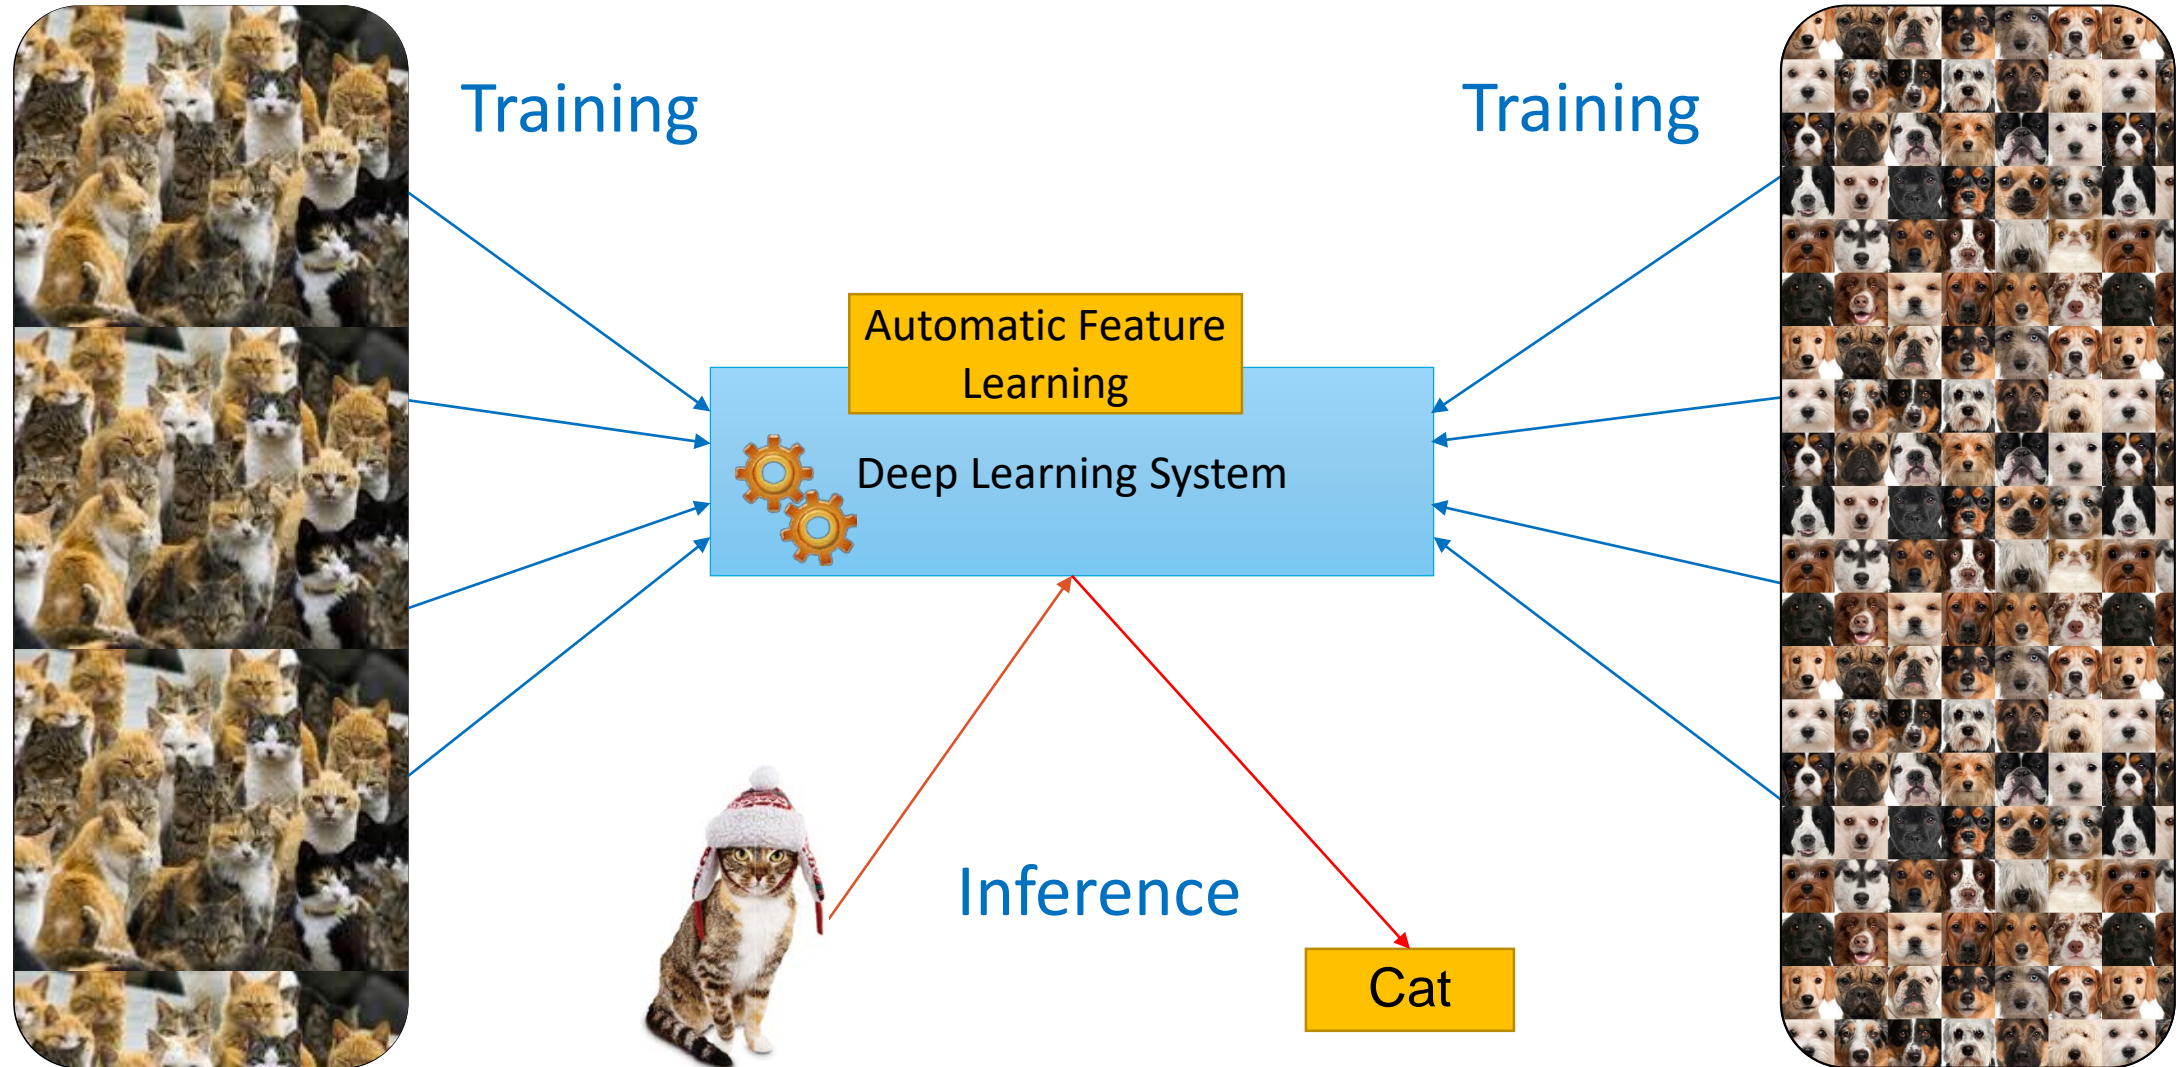 Training
Training
Automatic Feature
Learning
Deep Learning System
Inference
Cat